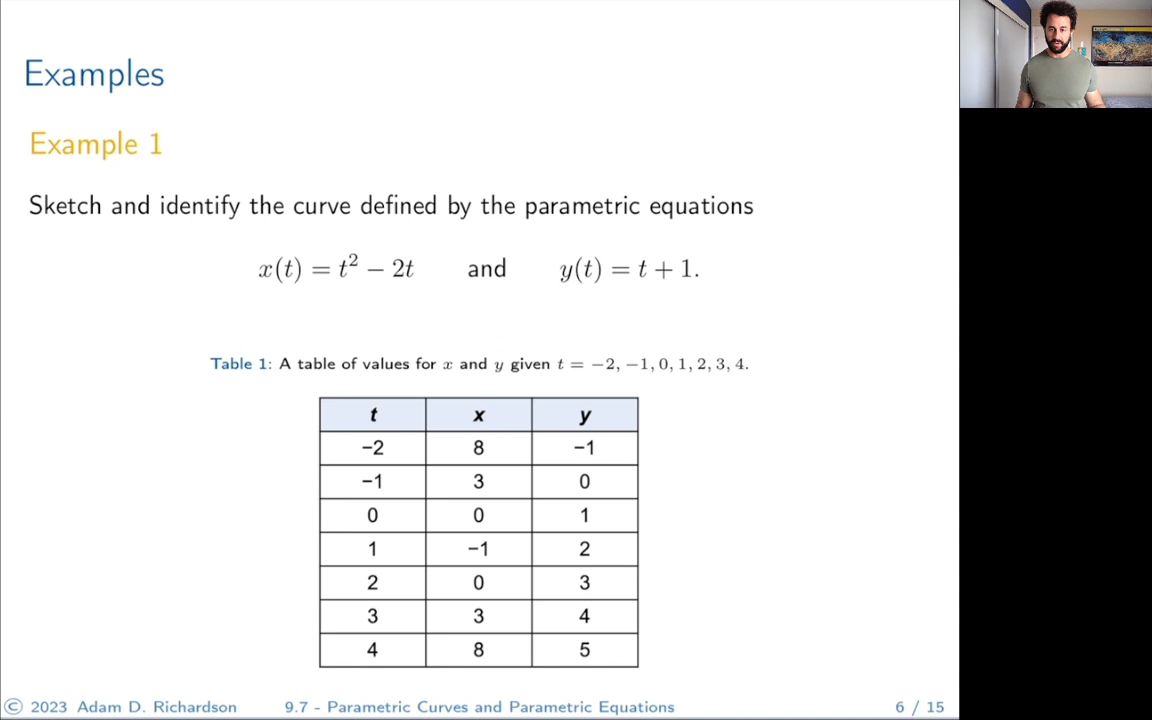 Examples
Example 1
Sketch and identify the curve defined by the parametric equations
x(t) = t² − 2t and y(t) = t + 1.
Table 1: A table of values for x and y given t = −2, −1, 0, 1, 2, 3, 4.
t x y
−2 8 −1
−1 3 0
0 0 1
1 −1 2
2 0 3
3 3 4
4 8 5
© 2023 Adam D. Richardson 9.7 - Parametric Curves and Parametric Equations 6 / 15